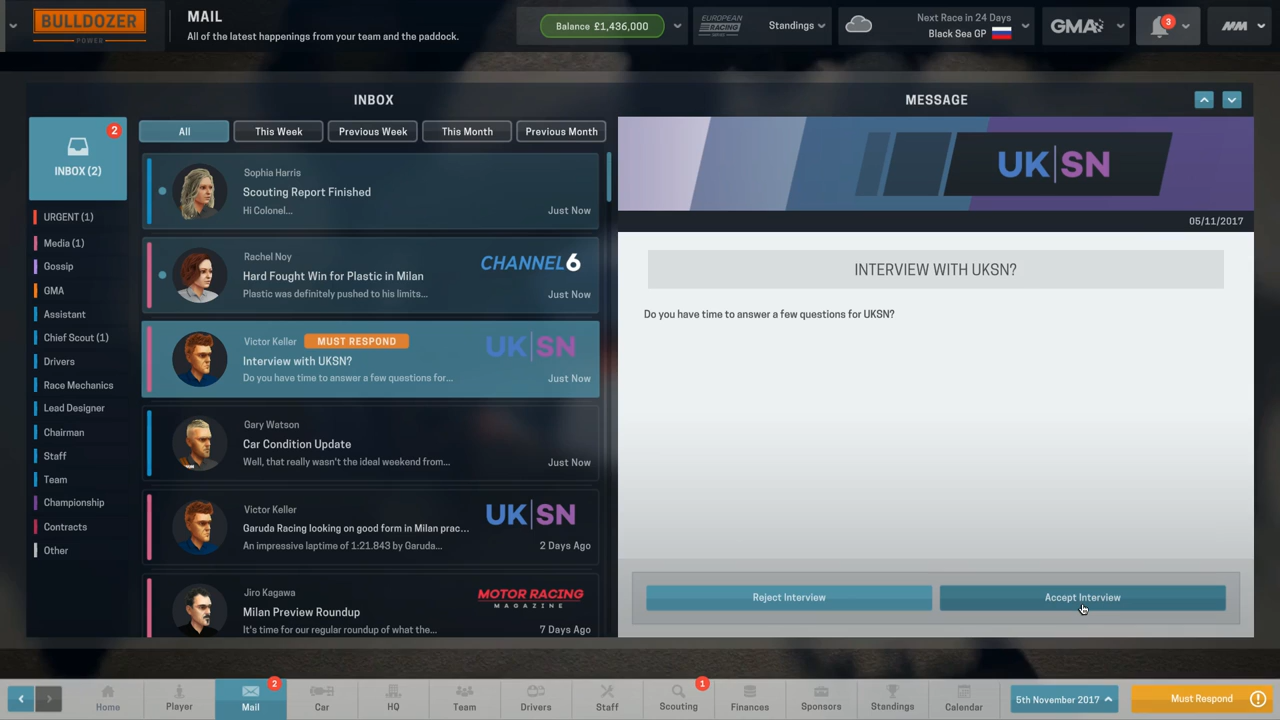 BULLDOZER
POWER
MAIL
All of the latest happenings from your team and the paddock.
Balance £1,436,000
EUROPEAN
RACING
SERIES
Standings
Next Race in 24 Days
Black Sea GP
GMA
3
INBOX
MESSAGE
2
INBOX (2)
URGENT (1)
Media (1)
Gossip
GMA
Assistant
Chief Scout (1)
Drivers
Race Mechanics
Lead Designer
Chairman
Staff
Team
Championship
Contracts
Other
All
This Week
Previous Week
This Month
Previous Month
Sophia Harris
Scouting Report Finished
Hi Colonel...
Just Now
Rachel Noy
Hard Fought Win for Plastic in Milan
Plastic was definitely pushed to his limits...
CHANNEL6
Just Now
Victor Keller MUST RESPOND
Interview with UKSN?
Do you have time to answer a few questions for...
UK|SN
Just Now
Gary Watson
Car Condition Update
Well, that really wasn't the ideal weekend from...
Just Now
Victor Keller
Garuda Racing looking on good form in Milan prac...
An impressive laptime of 1:21.843 by Garuda...
UK|SN
2 Days Ago
Jiro Kagawa
Milan Preview Roundup
It's time for our regular roundup of what the...
MOTOR RACING
MAGAZINE
7 Days Ago
UK|SN
05/11/2017
INTERVIEW WITH UKSN?
Do you have time to answer a few questions for UKSN?
Reject Interview
Accept Interview
Home
Player
2
Mail
Car
HQ
Team
Drivers
Staff
1
Scouting
Finances
Sponsors
Standings
Calendar
5th November 2017
Must Respond